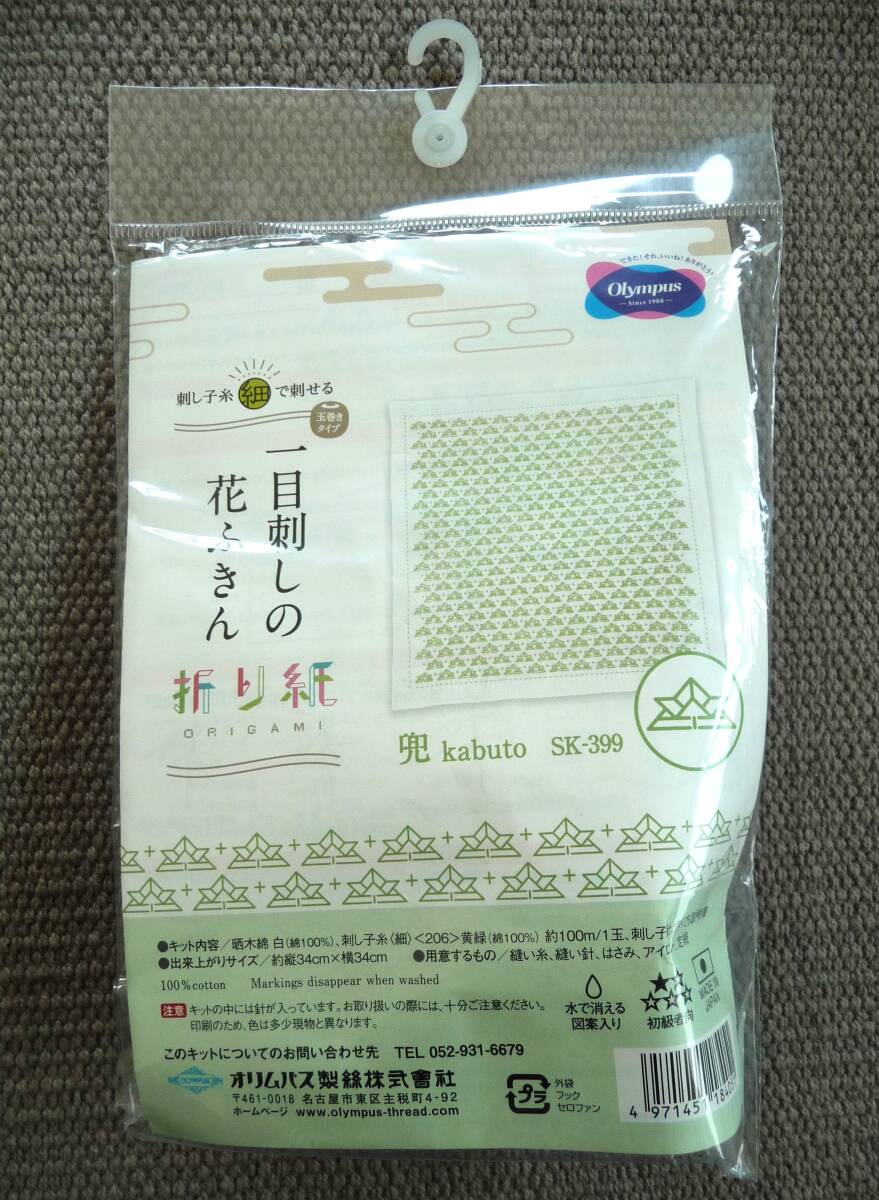 できた!それ、いいね!ありがとう!
Olympus
Since 1908
刺し子糸 細 で刺せる
玉巻き
タイプ
一目刺しの
花ふきん
折り紙
ORIGAMI
兜 kabuto SK-399
●キット内容/晒木綿 白(綿100%)、刺し子糸〈細〉<206>黄緑(綿100%) 約100m/1玉、刺し子針
●出来上がりサイズ/約縦34cm×横34cm ●用意するもの/縫い糸、縫い針、はさみ、アイロン、定規
100%cotton Markings disappear when washed
注意 キットの中には針が入っています。お取り扱いの際には、十分ご注意ください。
印刷のため、色は多少現物と異なります。
水で消える
図案入り
初級者向
MADE IN
JAPAN
このキットについてのお問い合わせ先 TEL 052-931-6679
OLYMPUS オリムパス製絲株式會社
〒461-0018 名古屋市東区主税町4-92
ホームページ www.olympus-thread.com
プラ
外袋
フック
セロファン
4 971451